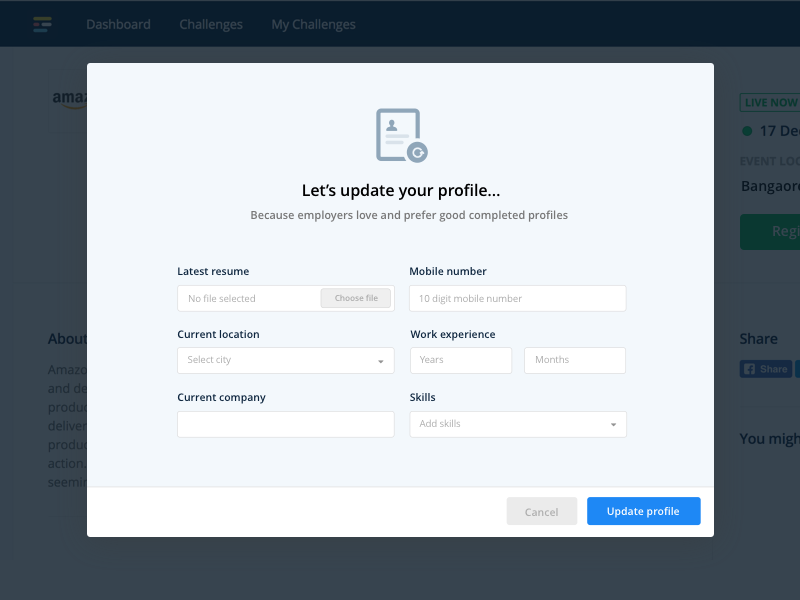 Dashboard Challenges My Challenges
Let's update your profile...
Because employers love and prefer good completed profiles
Latest resume
No file selected
Choose file
Mobile number
10 digit mobile number
Current location
Select city
Work experience
Years
Months
Current company
Skills
Add skills
Cancel
Update profile
About
Amazo
and de
produc
deliver
produc
action.
seemin
LIVE NOW
17 De
EVENT LOC
Bangaor
Regi
Share
Share
You migh